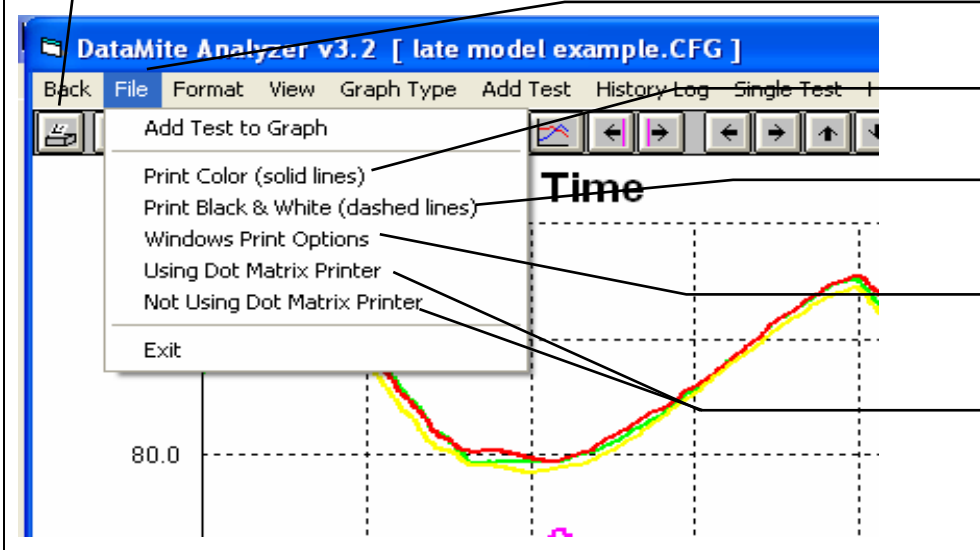 DataMite Analyzer v3.2 [ late model example.CFG ]
Back File Format View Graph Type Add Test History Log Single Test
Add Test to Graph
Print Color (solid lines)
Print Black & White (dashed lines)
Windows Print Options
Using Dot Matrix Printer
Not Using Dot Matrix Printer
Exit
Time
80.0